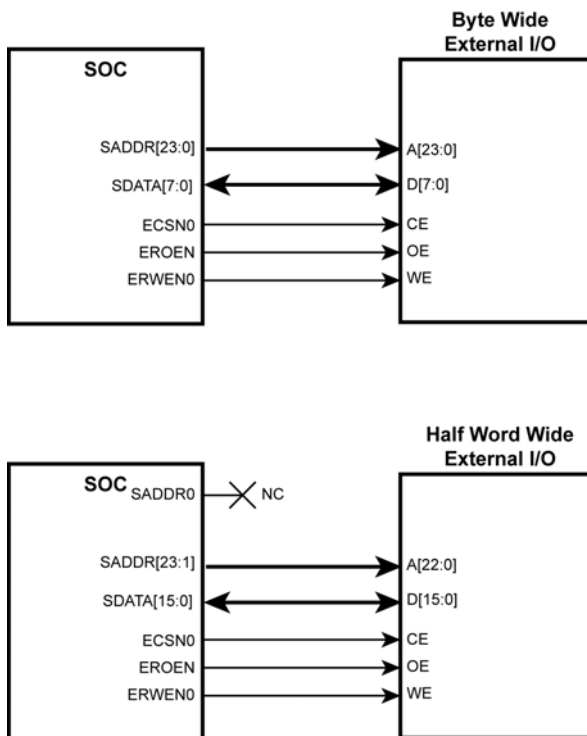 Byte Wide
External I/O
SOC
SADDR[23:0]
A[23:0]
SDATA[7:0]
D[7:0]
ECSN0
CE
EROEN
OE
ERWEN0
WE
Half Word Wide
External I/O
SOC
SADDR0
NC
SADDR[23:1]
A[22:0]
SDATA[15:0]
D[15:0]
ECSN0
CE
EROEN
OE
ERWEN0
WE